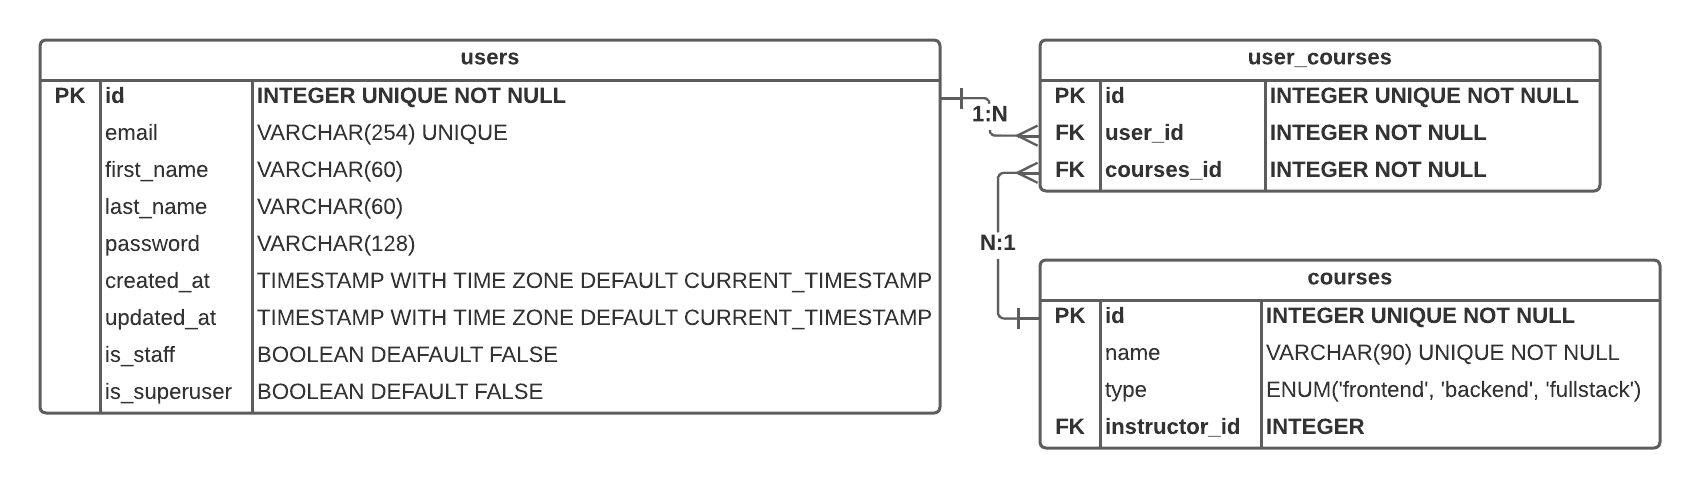 users
PK id INTEGER UNIQUE NOT NULL
email VARCHAR(254) UNIQUE
first_name VARCHAR(60)
last_name VARCHAR(60)
password VARCHAR(128)
created_at TIMESTAMP WITH TIME ZONE DEFAULT CURRENT_TIMESTAMP
updated_at TIMESTAMP WITH TIME ZONE DEFAULT CURRENT_TIMESTAMP
is_staff BOOLEAN DEAFAULT FALSE
is_superuser BOOLEAN DEFAULT FALSE
1:N
N:1
user_courses
PK id INTEGER UNIQUE NOT NULL
FK user_id INTEGER NOT NULL
FK courses_id INTEGER NOT NULL
courses
PK id INTEGER UNIQUE NOT NULL
name VARCHAR(90) UNIQUE NOT NULL
type ENUM('frontend', 'backend', 'fullstack')
FK instructor_id INTEGER